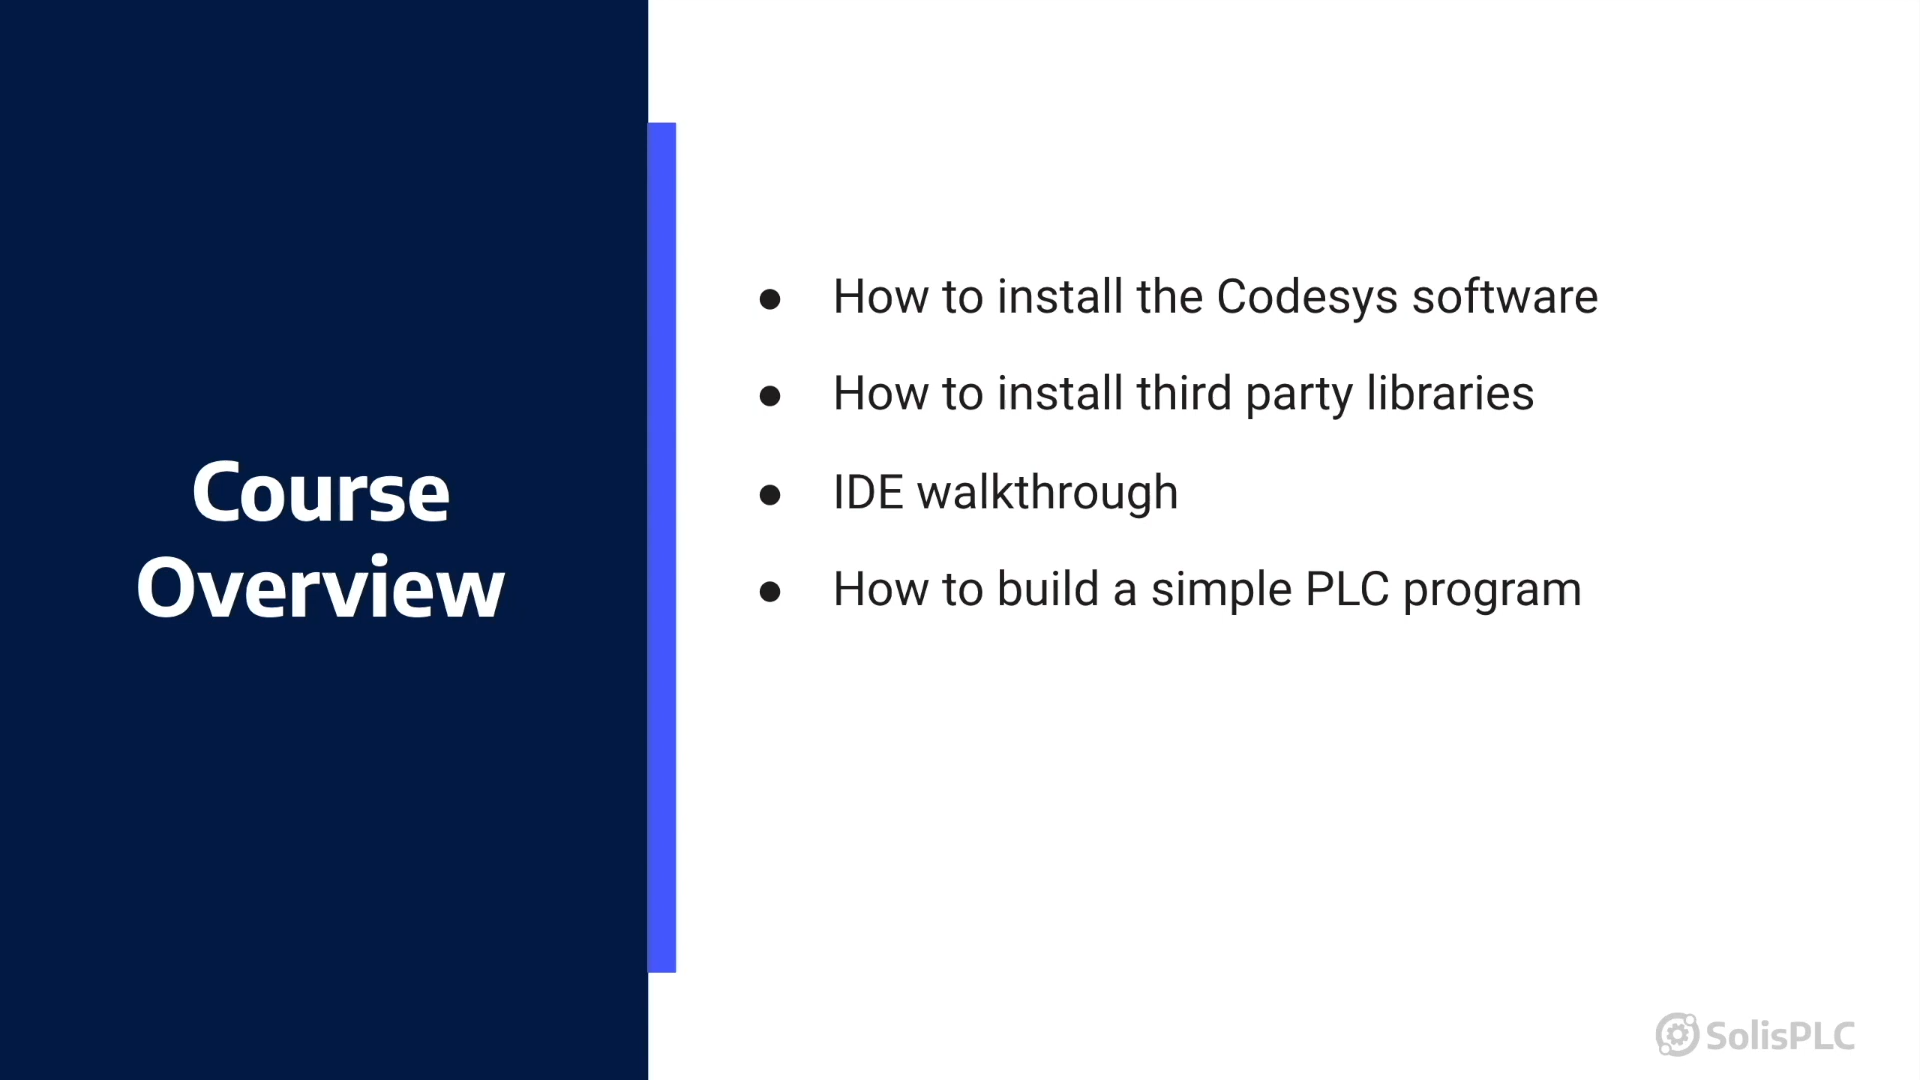 Course
Overview
● How to install the Codesys software
● How to install third party libraries
● IDE walkthrough
● How to build a simple PLC program
SolisPLC